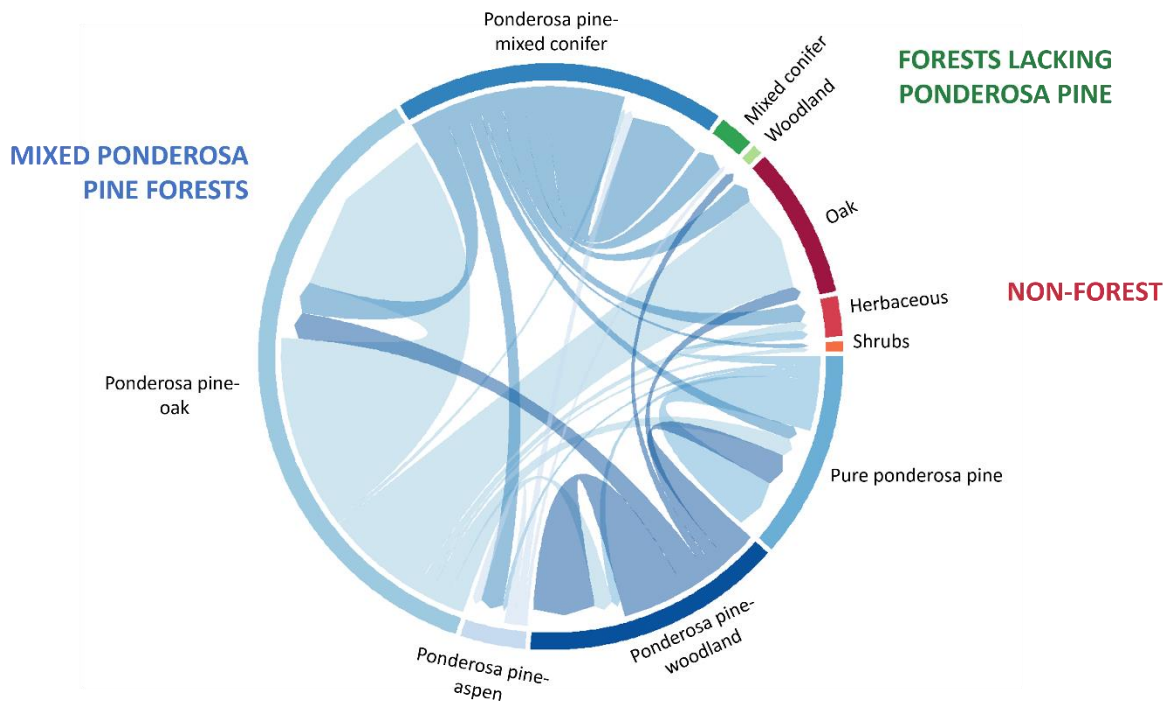 Ponderosa pine-
mixed conifer
Mixed conifer
Woodland
FORESTS LACKING
PONDEROSA PINE
MIXED PONDEROSA
PINE FORESTS
Oak
Herbaceous
NON-FOREST
Shrubs
Ponderosa pine-
oak
Pure ponderosa pine
Ponderosa pine-
woodland
Ponderosa pine-
aspen